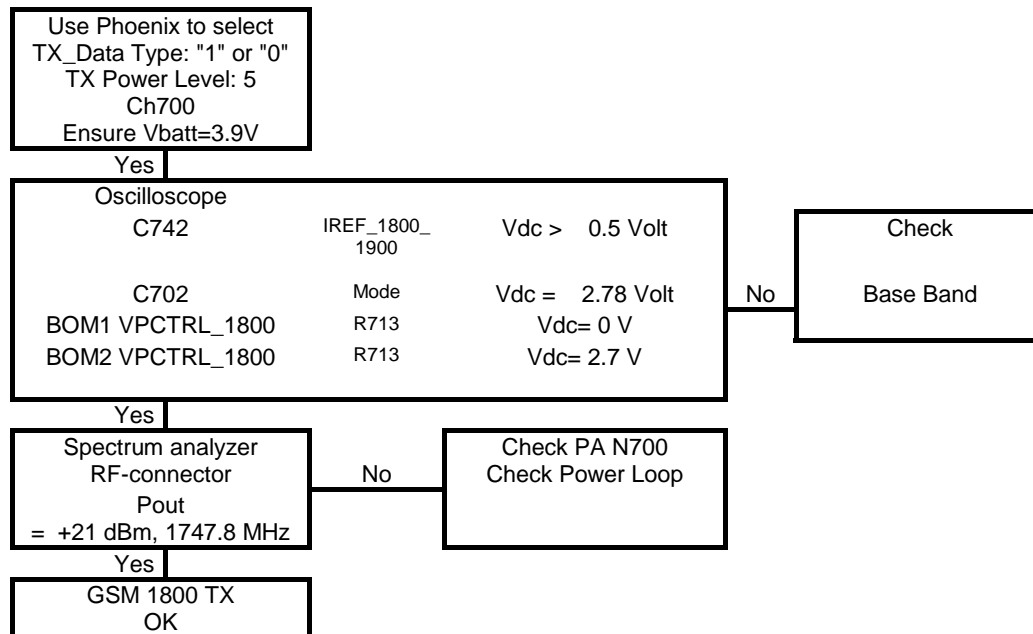 Use Phoenix to select
TX_Data Type: "1" or "0"
TX Power Level: 5
Ch700
Ensure Vbatt=3.9V
Yes
Oscilloscope
C742 IREF_1800_ Vdc > 0.5 Volt
1900
C702 Mode Vdc = 2.78 Volt
BOM1 VPCTRL_1800 R713 Vdc= 0 V
BOM2 VPCTRL_1800 R713 Vdc= 2.7 V
No
Check
Base Band
Yes
Spectrum analyzer
RF-connector
Pout
= +21 dBm, 1747.8 MHz
No
Check PA N700
Check Power Loop
Yes
GSM 1800 TX
OK